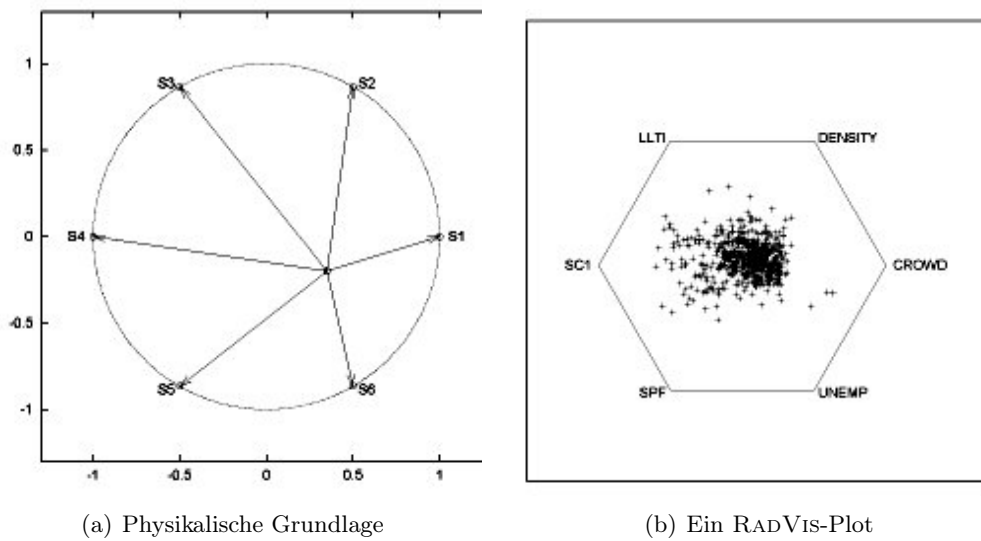 1
0.5
0
-0.5
-1
-1
-0.5
0
0.5
1
S3
S2
S4
S1
S5
S6
LLTI
DENSITY
SC1
CROWD
SPF
UNEMP
(a) Physikalische Grundlage
(b) Ein RADVIS-Plot